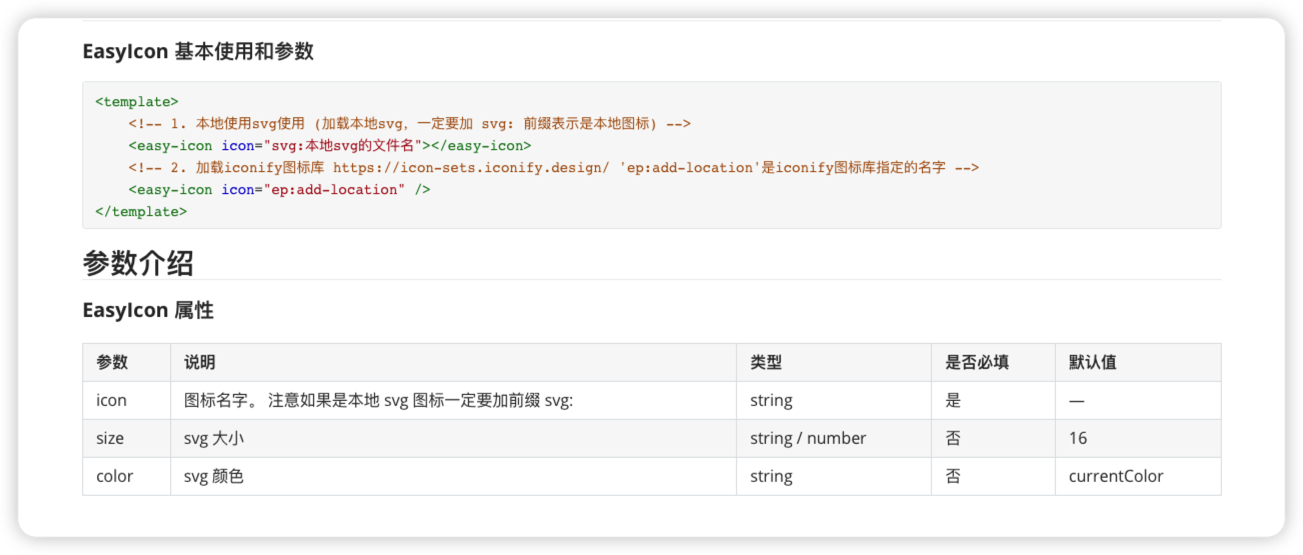 EasyIcon 基本使用和参数
<template>
<!-- 1. 本地使用svg使用 (加载本地svg，一定要加 svg: 前缀表示是本地图标) -->
<easy-icon icon="svg:本地svg的文件名"></easy-icon>
<!-- 2. 加载iconify图标库 https://icon-sets.iconify.design/ 'ep:add-location'是iconify图标库指定的名字 -->
<easy-icon icon="ep:add-location" />
</template>
参数介绍
EasyIcon 属性
参数 说明 类型 是否必填 默认值
icon 图标名字。 注意如果是本地 svg 图标一定要加前缀 svg: string 是 —
size svg 大小 string / number 否 16
color svg 颜色 string 否 currentColor